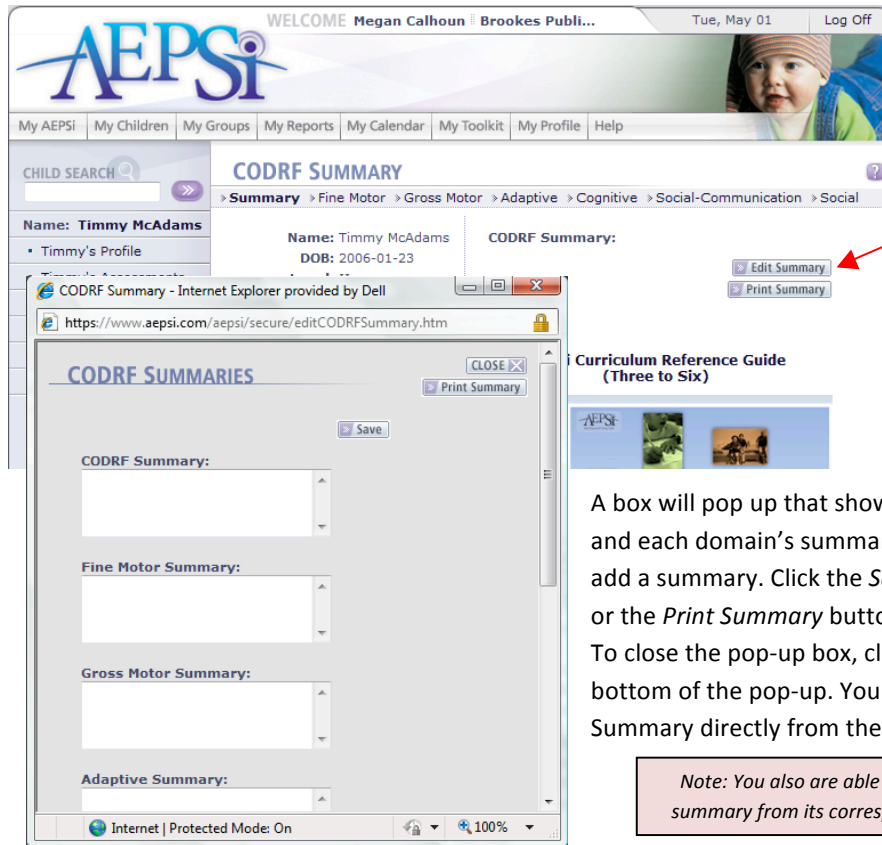 WELCOME Megan Calhoun Brookes Publi... Tue, May 01 Log Off
AEPSi
My AEPSi My Children My Groups My Reports My Calendar My Toolkit My Profile Help
CHILD SEARCH
CODRF SUMMARY
Summary Fine Motor Gross Motor Adaptive Cognitive Social-Communication Social
Name: Timmy McAdams
Timmy's Profile
Name: Timmy McAdams
DOB: 2006-01-23
CODRF Summary:
Edit Summary
Print Summary
CODRF Summary - Internet Explorer provided by Dell
https://www.aepsi.com/aepsi/secure/editCODRFSummary.htm
CODRF SUMMARIES
CLOSE
Print Summary
Save
CODRF Summary:
Fine Motor Summary:
Gross Motor Summary:
Adaptive Summary:
Internet | Protected Mode: On 100%
i Curriculum Reference Guide
(Three to Six)
AEPSi
A box will pop up that show
and each domain’s summa
add a summary. Click the S
or the Print Summary butto
To close the pop-up box, cl
bottom of the pop-up. You
Summary directly from the
Note: You also are able
summary from its corresp